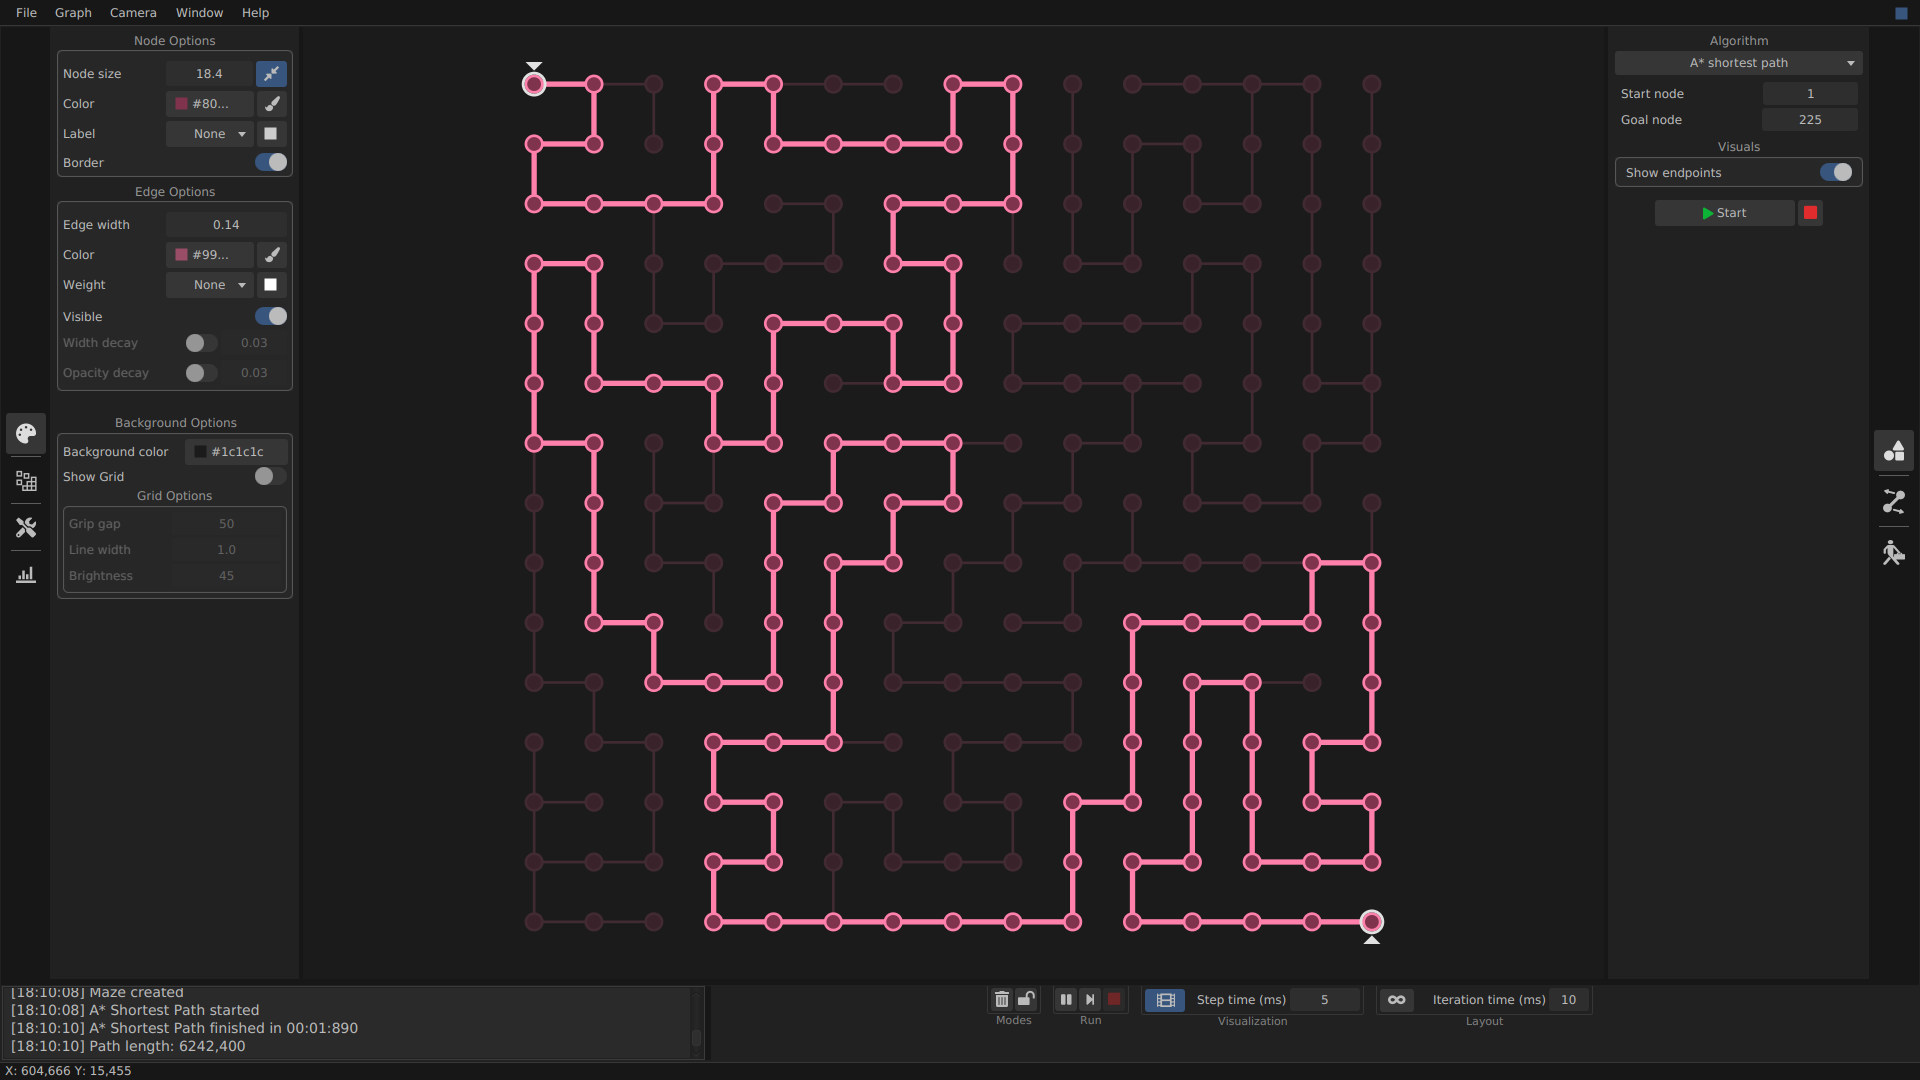 File Graph Camera Window Help
Node Options
Node size 18.4
Color #80...
Label None
Border
Edge Options
Edge width 0.14
Color #99...
Weight None
Visible
Width decay 0.03
Opacity decay 0.03
Background Options
Background color #1c1c1c
Show Grid
Grid Options
Grip gap 50
Line width 1.0
Brightness 45
Algorithm
A* shortest path
Start node 1
Goal node 225
Visuals
Show endpoints
Start
[18:10:08] Maze created
[18:10:08] A* Shortest Path started
[18:10:10] A* Shortest Path finished in 00:01:890
[18:10:10] Path length: 6242,400
Modes
Run
Step time (ms) 5
Visualization
Iteration time (ms) 10
Layout
X: 604,666 Y: 15,455